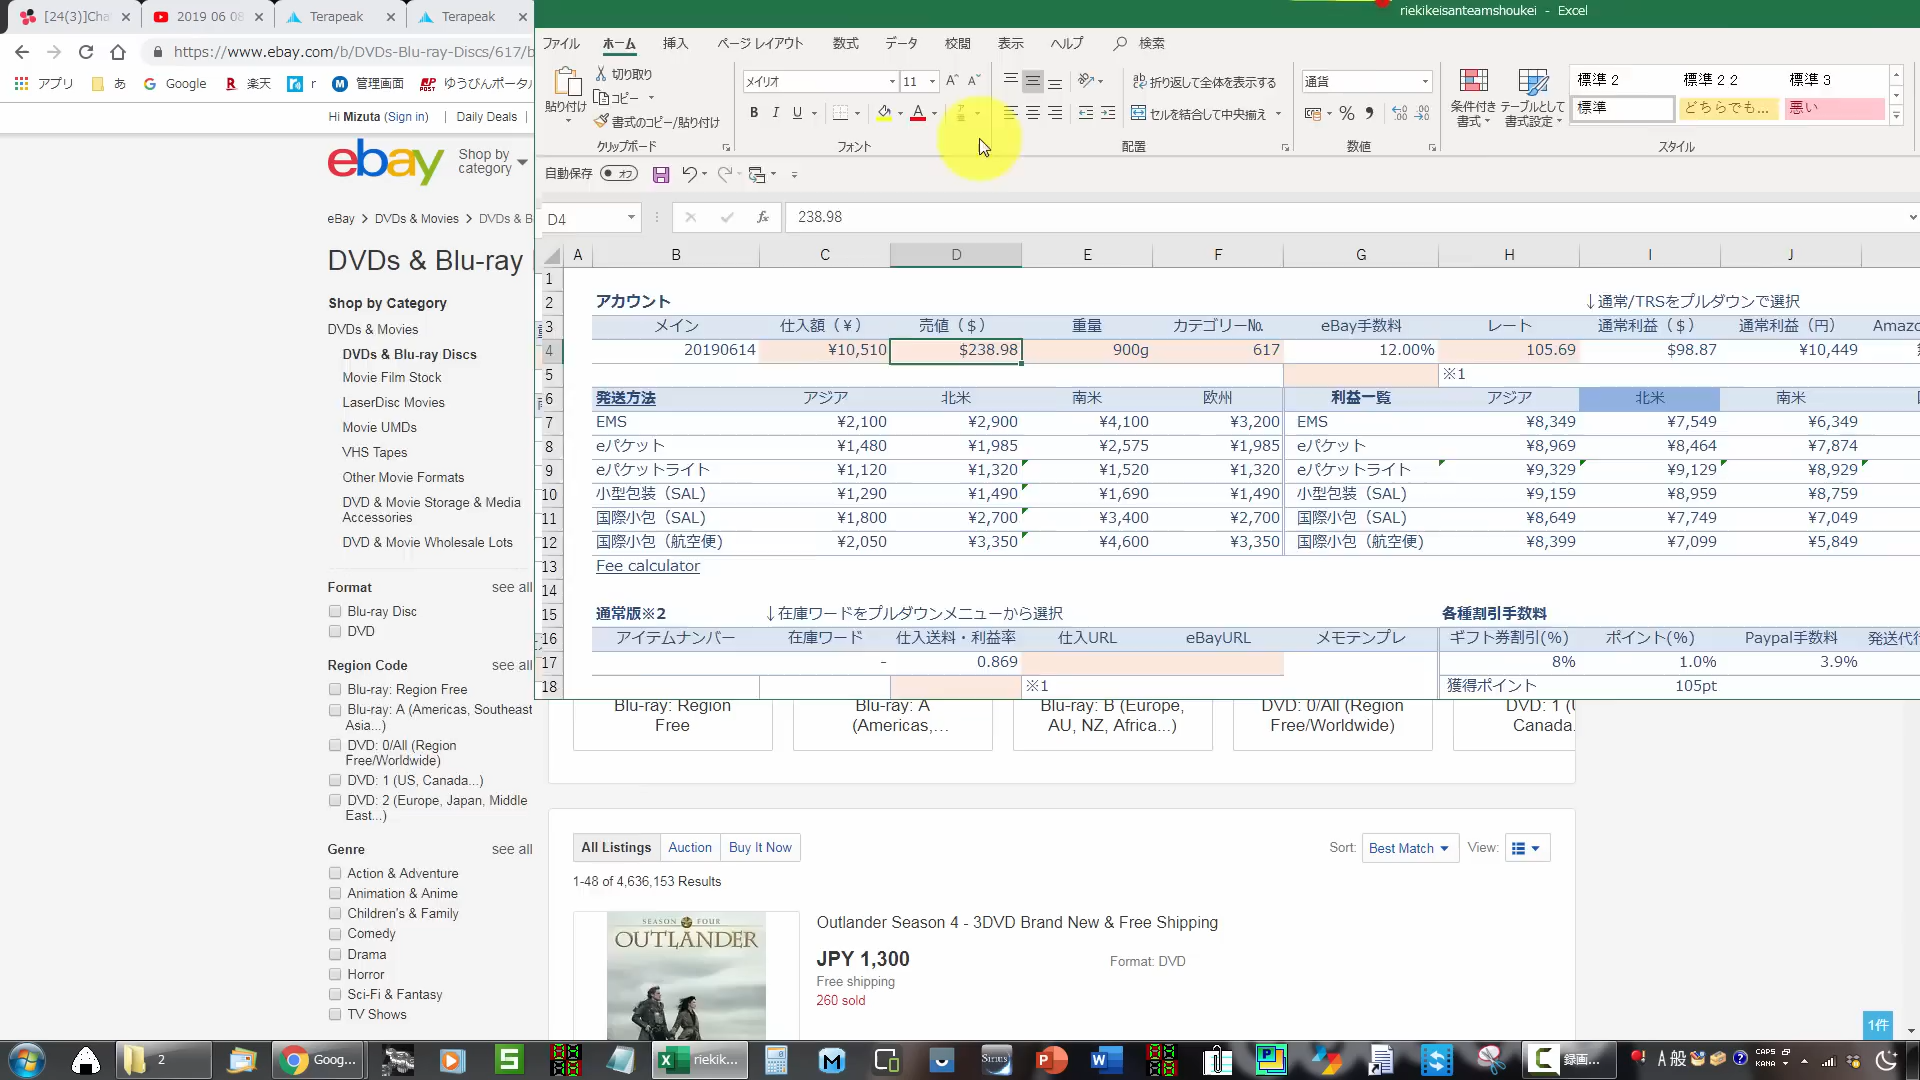 [24(3)]Cha
2019 06 08
Terapeak
Terapeak
https://www.ebay.com/b/DVDs-Blu-ray-Discs/617/b
アプリ
あ
Google
楽天
r
管理画面
ゆうびんポータル
Hi Mizuta (Sign in)
Daily Deals
ebay
Shop by category
eBay > DVDs & Movies > DVDs & B
DVDs & Blu-ray
Shop by Category
DVDs & Movies
DVDs & Blu-ray Discs
Movie Film Stock
LaserDisc Movies
Movie UMDs
VHS Tapes
Other Movie Formats
DVD & Movie Storage & Media Accessories
DVD & Movie Wholesale Lots
Format see all
Blu-ray Disc
DVD
Region Code see all
Blu-ray: Region Free
Blu-ray: A (Americas, Southeast Asia...)
DVD: 0/All (Region Free/Worldwide)
DVD: 1 (US, Canada...)
DVD: 2 (Europe, Japan, Middle East...)
Genre see all
Action & Adventure
Animation & Anime
Children's & Family
Comedy
Drama
Horror
Sci-Fi & Fantasy
TV Shows
riekikeisanteamshoukei - Excel
ファイル ホーム 挿入 ページ レイアウト 数式 データ 校閲 表示 ヘルプ 検索
貼り付け
切り取り
コピー
書式のコピー/貼り付け
クリップボード
メイリオ 11
B I U
フォント
折り返して全体を表示する
セルを結合して中央揃え
配置
通貨
数値
条件付き書式
テーブルとして書式設定
標準 2 標準 2 2 標準 3
標準 どちらでも... 悪い
スタイル
自動保存 オフ
D4 fx 238.98
A B C D E F G H I J
1
2 アカウント ↓通常/TRSをプルダウンで選択
3 メイン 仕入額（￥） 売値（＄） 重量 カテゴリー№ eBay手数料 レート 通常利益（＄） 通常利益（円） Amazo
4 20190614 ¥10,510 $238.98 900g 617 12.00% 105.69 $98.87 ¥10,449
5 ※1
6 発送方法 アジア 北米 南米 欧州 利益一覧 アジア 北米 南米
7 EMS ¥2,100 ¥2,900 ¥4,100 ¥3,200 EMS ¥8,349 ¥7,549 ¥6,349
8 eパケット ¥1,480 ¥1,985 ¥2,575 ¥1,985 eパケット ¥8,969 ¥8,464 ¥7,874
9 eパケットライト ¥1,120 ¥1,320 ¥1,520 ¥1,320 eパケットライト ¥9,329 ¥9,129 ¥8,929
10 小型包装（SAL) ¥1,290 ¥1,490 ¥1,690 ¥1,490 小型包装（SAL) ¥9,159 ¥8,959 ¥8,759
11 国際小包（SAL) ¥1,800 ¥2,700 ¥3,400 ¥2,700 国際小包（SAL) ¥8,649 ¥7,749 ¥7,049
12 国際小包（航空便) ¥2,050 ¥3,350 ¥4,600 ¥3,350 国際小包（航空便) ¥8,399 ¥7,099 ¥5,849
13 Fee calculator
14
15 通常版※2 ↓在庫ワードをプルダウンメニューから選択 各種割引手数料
16 アイテムナンバー 在庫ワード 仕入送料・利益率 仕入URL eBayURL メモテンプレ ギフト券割引(%) ポイント(%) Paypal手数料 発送代行
17 - 0.869 8% 1.0% 3.9%
18 ※1 獲得ポイント 105pt
Blu-ray: Region Free
Blu-ray: A (Americas,...
Blu-ray: B (Europe, AU, NZ, Africa...)
DVD: 0/All (Region Free/Worldwide)
DVD: 1 (U
Canada.
All Listings Auction Buy It Now
Sort: Best Match View:
1-48 of 4,636,153 Results
SEASON FOUR
OUTLANDER
Outlander Season 4 - 3DVD Brand New & Free Shipping
JPY 1,300
Free shipping
260 sold
Format: DVD
1件
2
Goog...
riekik...
Sirius
録画...
A 般
CAPS
KANA